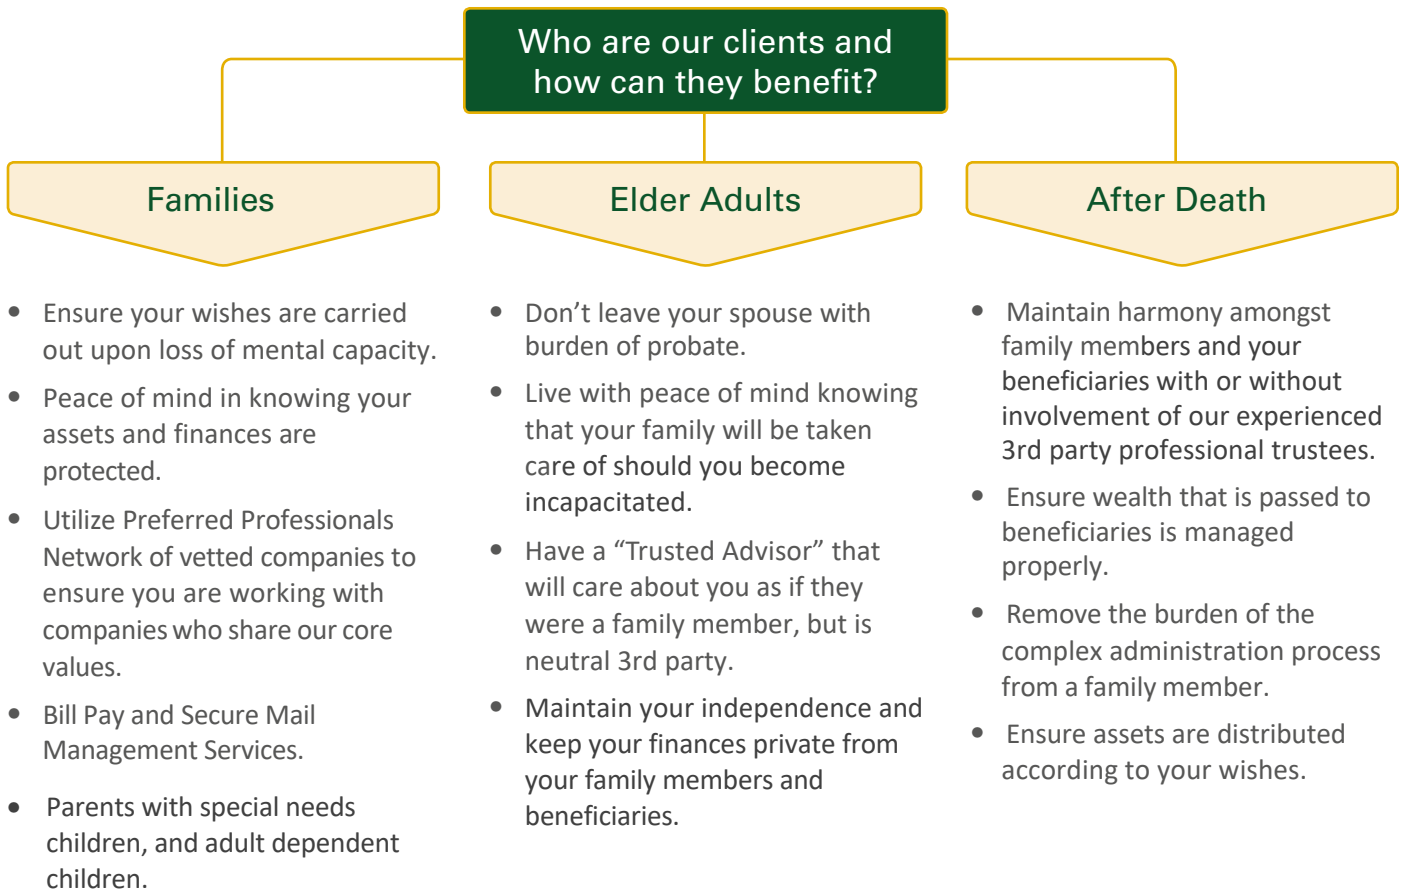 Who are our clients and
how can they benefit?
Families
• Ensure your wishes are carried
out upon loss of mental capacity.
• Peace of mind in knowing your
assets and finances are
protected.
• Utilize Preferred Professionals
Network of vetted companies to
ensure you are working with
companies who share our core
values.
• Bill Pay and Secure Mail
Management Services.
• Parents with special needs
children, and adult dependent
children.
Elder Adults
• Don’t leave your spouse with
burden of probate.
• Live with peace of mind knowing
that your family will be taken
care of should you become
incapacitated.
• Have a “Trusted Advisor” that
will care about you as if they
were a family member, but is
neutral 3rd party.
• Maintain your independence and
keep your finances private from
your family members and
beneficiaries.
After Death
• Maintain harmony amongst
family members and your
beneficiaries with or without
involvement of our experienced
3rd party professional trustees.
• Ensure wealth that is passed to
beneficiaries is managed
properly.
• Remove the burden of the
complex administration process
from a family member.
• Ensure assets are distributed
according to your wishes.